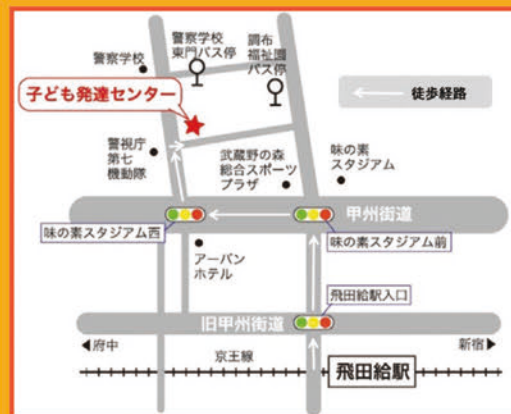 警察学校
警察学校
東門バス停
調布
福祉園
バス停
子ども発達センター
徒歩経路
警視庁
第七
機動隊
武蔵野の森
総合スポーツ
プラザ
味の素
スタジアム
甲州街道
味の素スタジアム西
味の素スタジアム前
アーバン
ホテル
飛田給駅入口
旧甲州街道
◀府中
新宿▶
京王線
飛田給駅